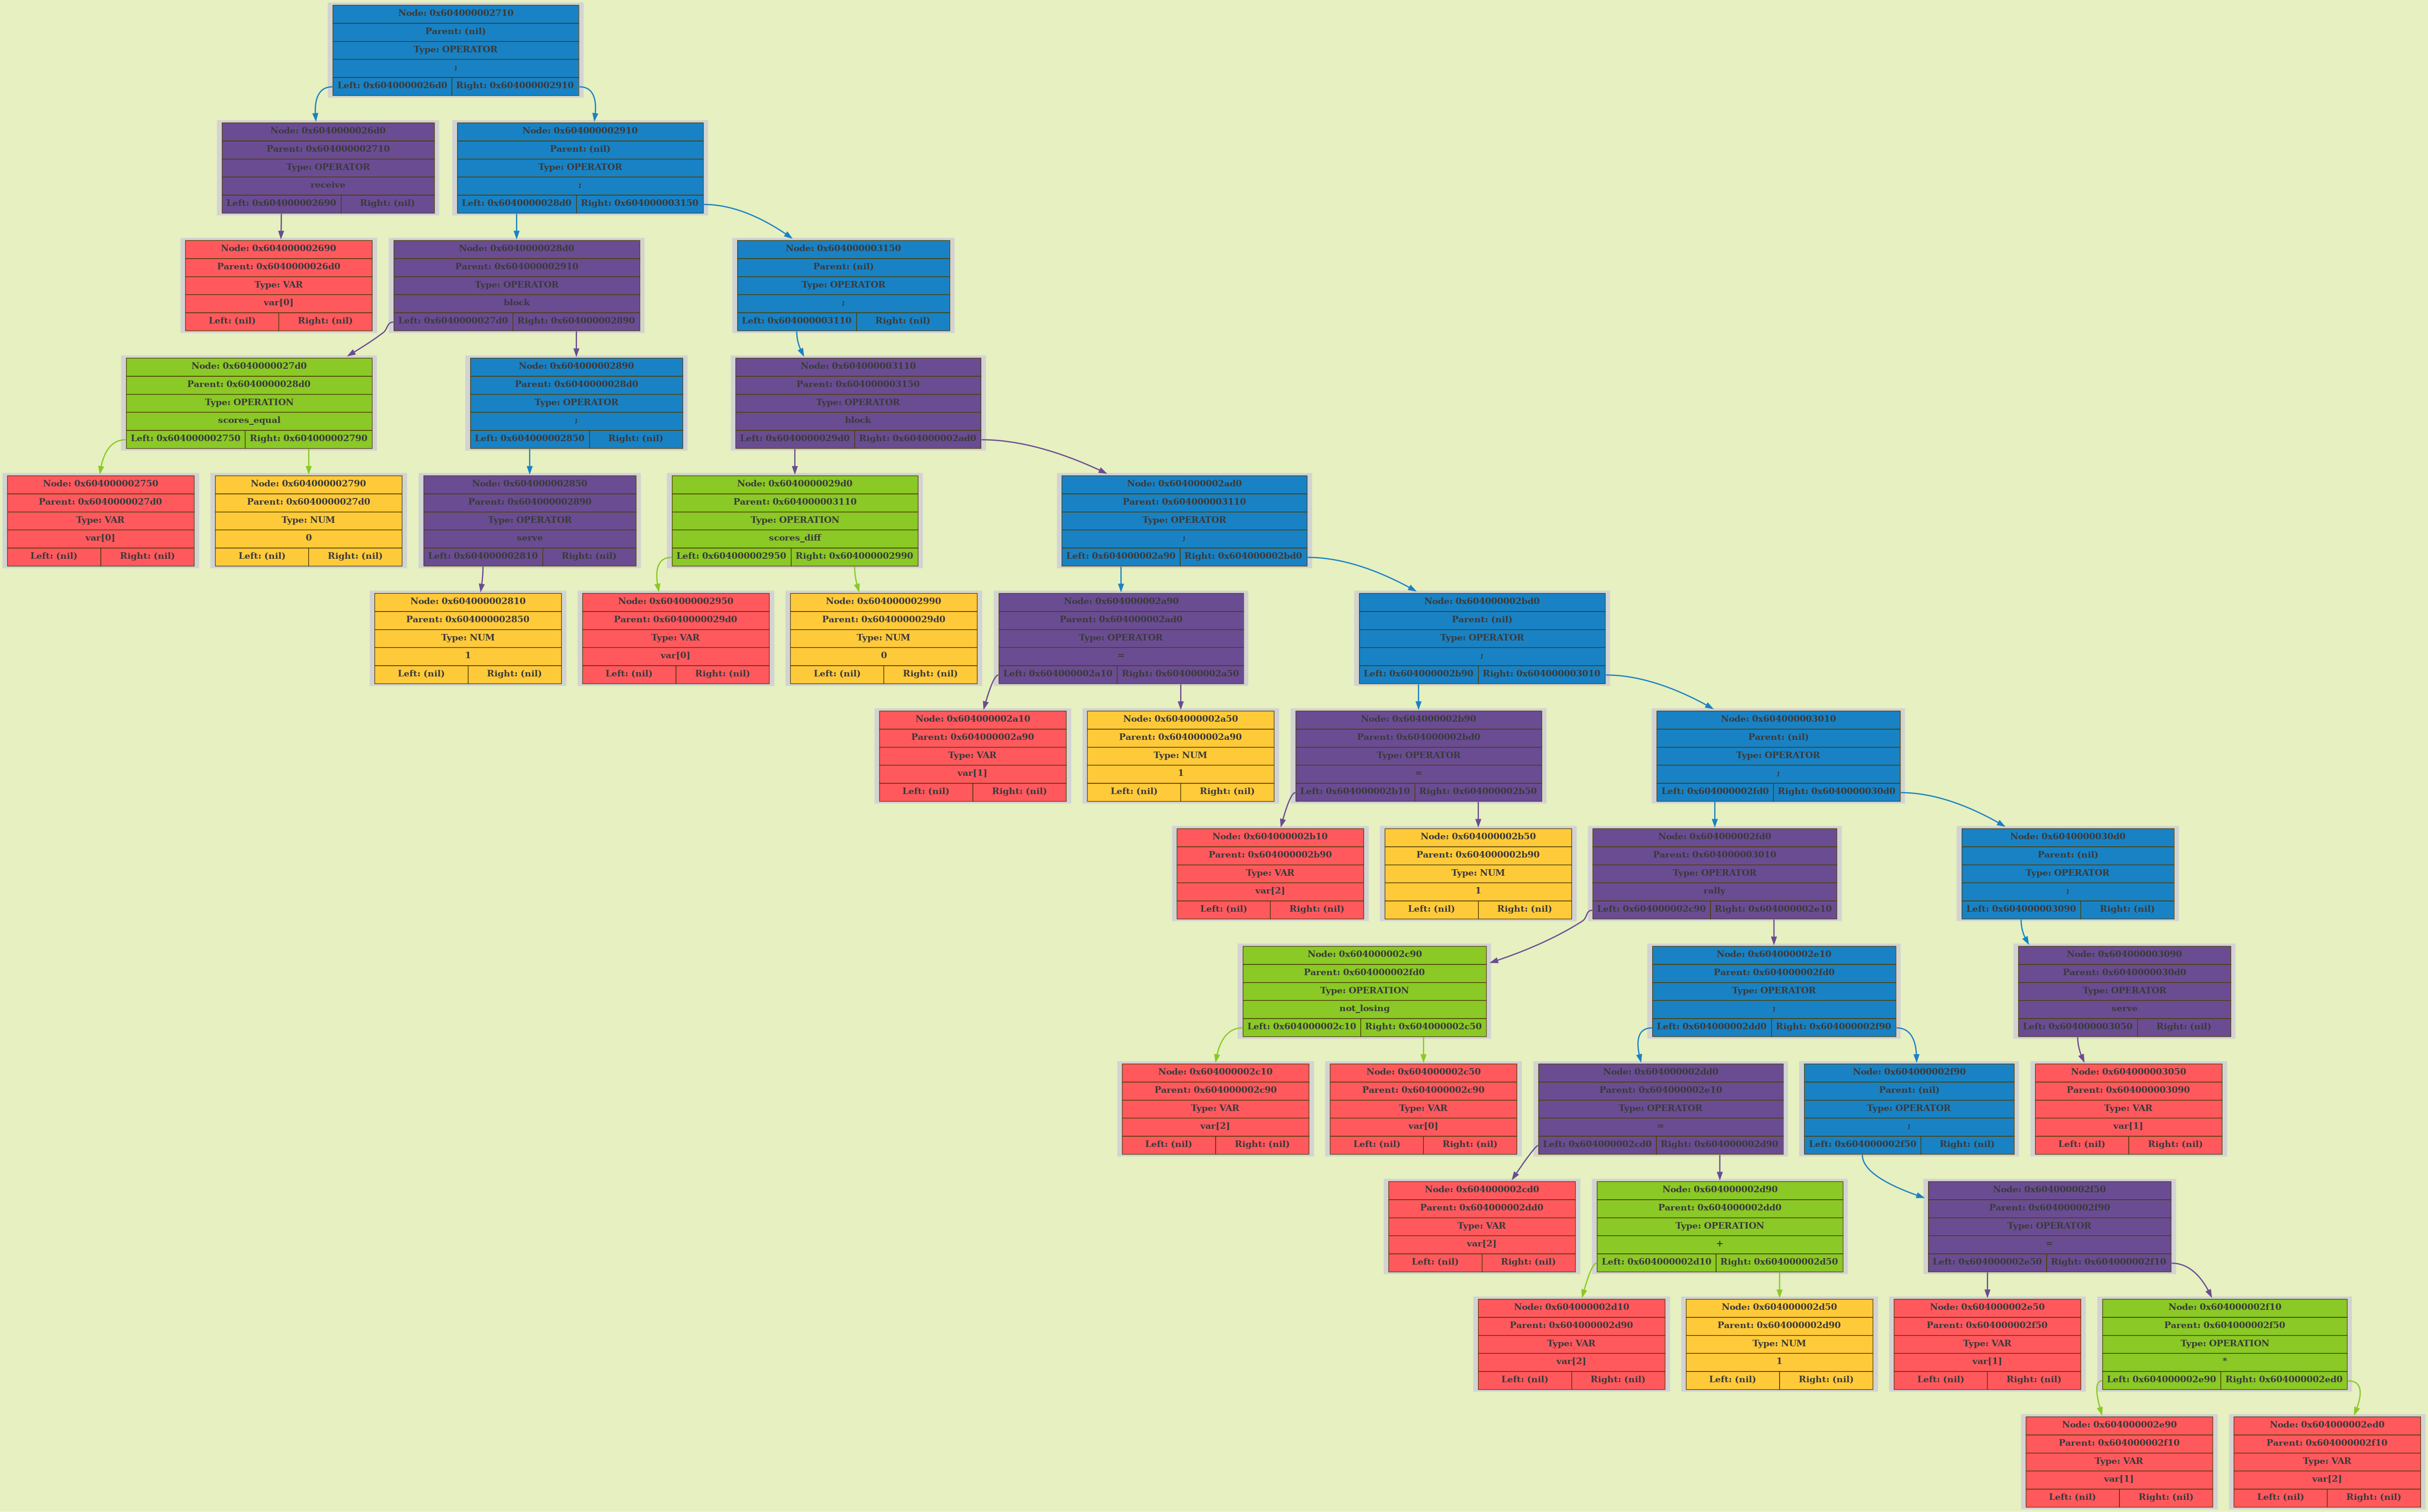 Node: 0x604000002710
Parent: (nil)
Type: OPERATOR
;
Left: 0x6040000026d0 Right: 0x604000002910
Node: 0x6040000026d0
Parent: 0x604000002710
Type: OPERATOR
receive
Left: 0x604000002690 Right: (nil)
Node: 0x604000002910
Parent: (nil)
Type: OPERATOR
;
Left: 0x6040000028d0 Right: 0x604000003150
Node: 0x604000002690
Parent: 0x6040000026d0
Type: VAR
var[0]
Left: (nil) Right: (nil)
Node: 0x6040000028d0
Parent: 0x604000002910
Type: OPERATOR
block
Left: 0x6040000027d0 Right: 0x604000002890
Node: 0x604000003150
Parent: (nil)
Type: OPERATOR
;
Left: 0x604000003110 Right: (nil)
Node: 0x6040000027d0
Parent: 0x6040000028d0
Type: OPERATION
scores_equal
Left: 0x604000002750 Right: 0x604000002790
Node: 0x604000002890
Parent: 0x6040000028d0
Type: OPERATOR
;
Left: 0x604000002850 Right: (nil)
Node: 0x604000003110
Parent: 0x604000003150
Type: OPERATOR
block
Left: 0x6040000029d0 Right: 0x604000002ad0
Node: 0x604000002750
Parent: 0x6040000027d0
Type: VAR
var[0]
Left: (nil) Right: (nil)
Node: 0x604000002790
Parent: 0x6040000027d0
Type: NUM
0
Left: (nil) Right: (nil)
Node: 0x604000002850
Parent: 0x604000002890
Type: OPERATOR
serve
Left: 0x604000002810 Right: (nil)
Node: 0x6040000029d0
Parent: 0x604000003110
Type: OPERATION
scores_diff
Left: 0x604000002950 Right: 0x604000002990
Node: 0x604000002ad0
Parent: 0x604000003110
Type: OPERATOR
;
Left: 0x604000002a90 Right: 0x604000002bd0
Node: 0x604000002810
Parent: 0x604000002850
Type: NUM
1
Left: (nil) Right: (nil)
Node: 0x604000002950
Parent: 0x6040000029d0
Type: VAR
var[0]
Left: (nil) Right: (nil)
Node: 0x604000002990
Parent: 0x6040000029d0
Type: NUM
0
Left: (nil) Right: (nil)
Node: 0x604000002a90
Parent: 0x604000002ad0
Type: OPERATOR
=
Left: 0x604000002a10 Right: 0x604000002a50
Node: 0x604000002bd0
Parent: (nil)
Type: OPERATOR
;
Left: 0x604000002b90 Right: 0x604000003010
Node: 0x604000002a10
Parent: 0x604000002a90
Type: VAR
var[1]
Left: (nil) Right: (nil)
Node: 0x604000002a50
Parent: 0x604000002a90
Type: NUM
1
Left: (nil) Right: (nil)
Node: 0x604000002b90
Parent: 0x604000002bd0
Type: OPERATOR
=
Left: 0x604000002b10 Right: 0x604000002b50
Node: 0x604000003010
Parent: (nil)
Type: OPERATOR
;
Left: 0x604000002fd0 Right: 0x6040000030d0
Node: 0x604000002b10
Parent: 0x604000002b90
Type: VAR
var[2]
Left: (nil) Right: (nil)
Node: 0x604000002b50
Parent: 0x604000002b90
Type: NUM
1
Left: (nil) Right: (nil)
Node: 0x604000002fd0
Parent: 0x604000003010
Type: OPERATOR
rally
Left: 0x604000002c90 Right: 0x604000002e10
Node: 0x6040000030d0
Parent: (nil)
Type: OPERATOR
;
Left: 0x604000003090 Right: (nil)
Node: 0x604000002c90
Parent: 0x604000002fd0
Type: OPERATION
not_losing
Left: 0x604000002c10 Right: 0x604000002c50
Node: 0x604000002e10
Parent: 0x604000002fd0
Type: OPERATOR
;
Left: 0x604000002dd0 Right: 0x604000002f90
Node: 0x604000003090
Parent: 0x6040000030d0
Type: OPERATOR
serve
Left: 0x604000003050 Right: (nil)
Node: 0x604000002c10
Parent: 0x604000002c90
Type: VAR
var[2]
Left: (nil) Right: (nil)
Node: 0x604000002c50
Parent: 0x604000002c90
Type: VAR
var[0]
Left: (nil) Right: (nil)
Node: 0x604000002dd0
Parent: 0x604000002e10
Type: OPERATOR
=
Left: 0x604000002cd0 Right: 0x604000002d90
Node: 0x604000002f90
Parent: (nil)
Type: OPERATOR
;
Left: 0x604000002f50 Right: (nil)
Node: 0x604000003050
Parent: 0x604000003090
Type: VAR
var[1]
Left: (nil) Right: (nil)
Node: 0x604000002cd0
Parent: 0x604000002dd0
Type: VAR
var[2]
Left: (nil) Right: (nil)
Node: 0x604000002d90
Parent: 0x604000002dd0
Type: OPERATION
+
Left: 0x604000002d10 Right: 0x604000002d50
Node: 0x604000002f50
Parent: 0x604000002f90
Type: OPERATOR
=
Left: 0x604000002e50 Right: 0x604000002f10
Node: 0x604000002d10
Parent: 0x604000002d90
Type: VAR
var[2]
Left: (nil) Right: (nil)
Node: 0x604000002d50
Parent: 0x604000002d90
Type: NUM
1
Left: (nil) Right: (nil)
Node: 0x604000002e50
Parent: 0x604000002f50
Type: VAR
var[1]
Left: (nil) Right: (nil)
Node: 0x604000002f10
Parent: 0x604000002f50
Type: OPERATION
*
Left: 0x604000002e90 Right: 0x604000002ed0
Node: 0x604000002e90
Parent: 0x604000002f10
Type: VAR
var[1]
Left: (nil) Right: (nil)
Node: 0x604000002ed0
Parent: 0x604000002f10
Type: VAR
var[2]
Left: (nil) Right: (nil)